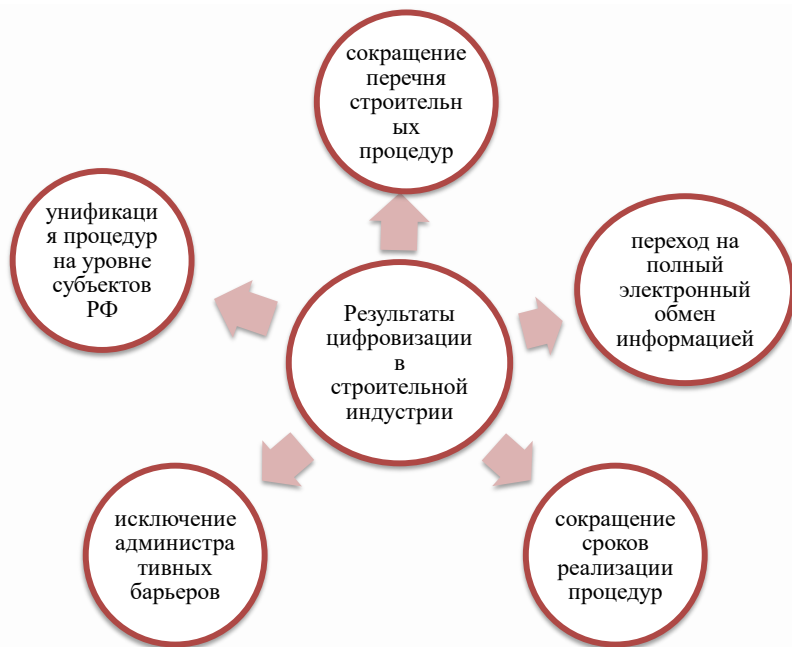 сокращение
перечня
строительн
ых
процедур
унификаци
я процедур
на уровне
субъектов
РФ
переход на
полный
электронный
обмен
информацией
Результаты
цифровизации
в
строительной
индустрии
исключение
администра
тивных
барьеров
сокращение
сроков
реализации
процедур